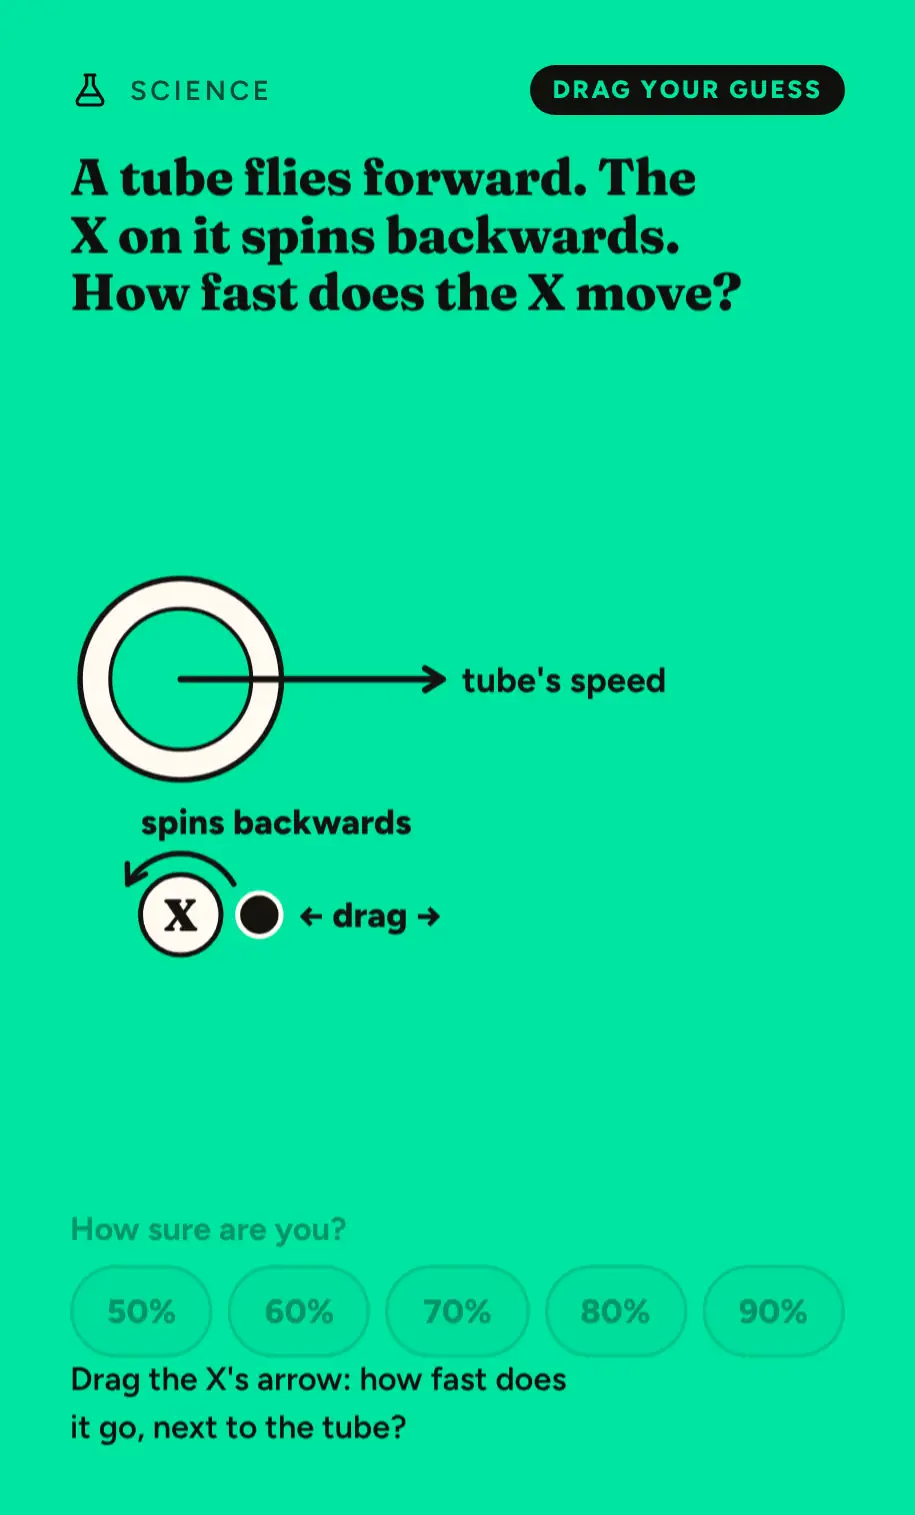 SCIENCE
DRAG YOUR GUESS
A tube flies forward. The
X on it spins backwards.
How fast does the X move?
tube's speed
spins backwards
X
← drag →
How sure are you?
50% 60% 70% 80% 90%
Drag the X's arrow: how fast does
it go, next to the tube?